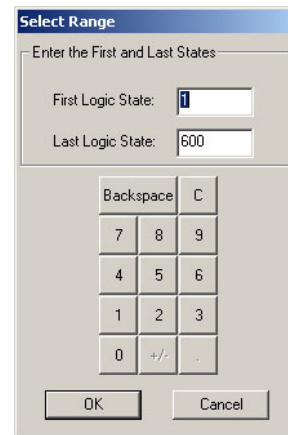 Select Range
Enter the First and Last States
First Logic State: 1
Last Logic State: 600
Backspace C
7 8 9
4 5 6
1 2 3
0 +/- .
OK Cancel